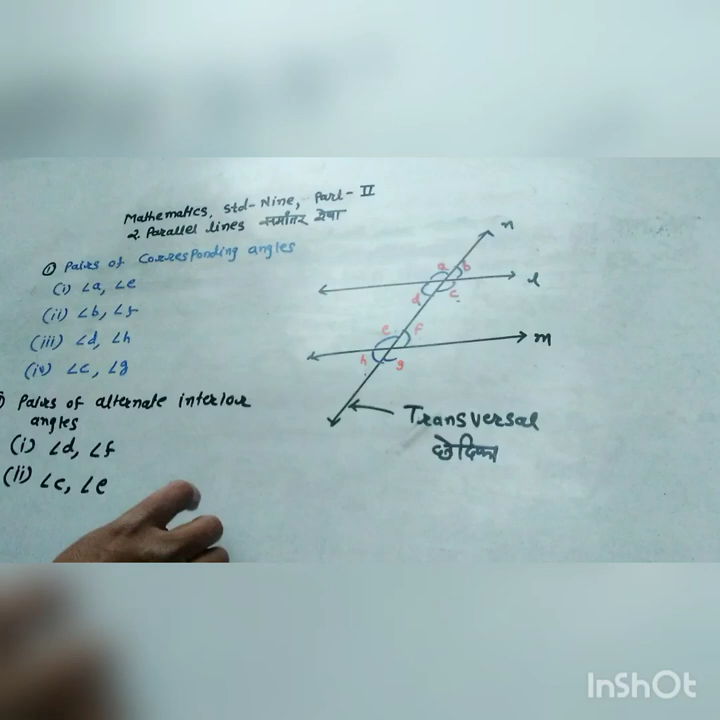 Mathematics, Std-Nine, Part-II
2. Parallel lines समांतर रेषा
① Pairs of Corresponding angles
(i) ∠a, ∠e
(ii) ∠b, ∠f
(iii) ∠d, ∠h
(iv) ∠c, ∠g
Pairs of alternate interior
angles
(i) ∠d, ∠f
(ii) ∠c, ∠e
n
a b
l
d c
e f
m
h g
Transversal
छेदिका
InShOt